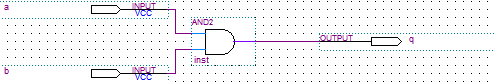 a
INPUT
VCC
AND2
inst
OUTPUT
q
b
INPUT
VCC